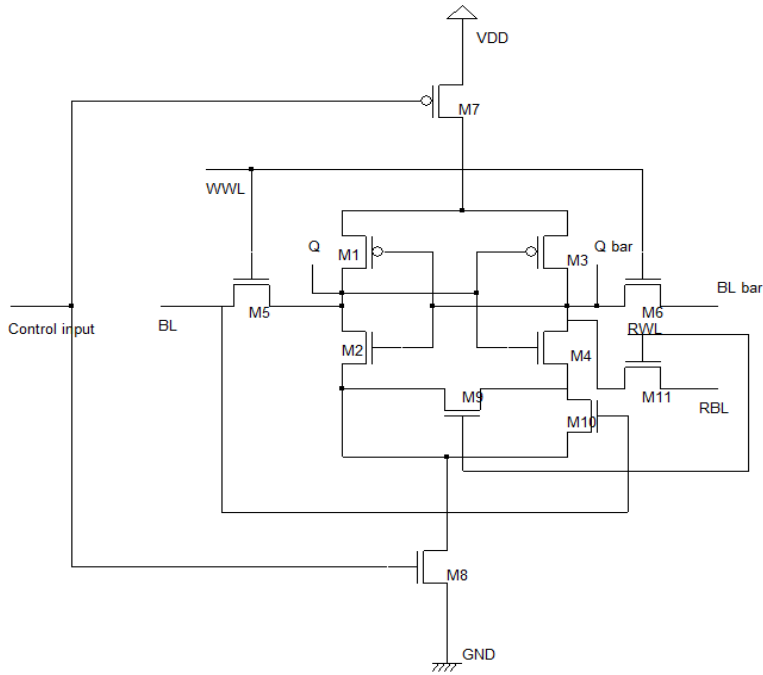 VDD
M7
WWL
Q
Q bar
M1
M3
M5
M6
BL bar
Control input
BL
RWL
M2
M4
M9
M11
RBL
M10
M8
GND